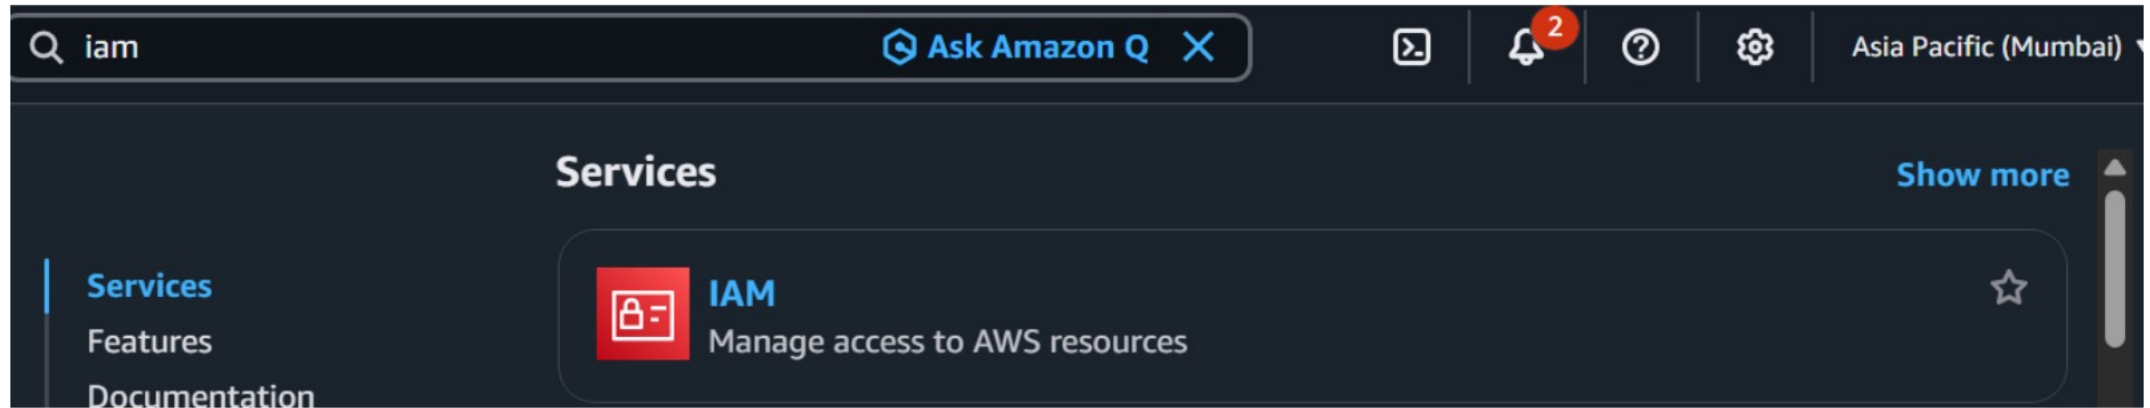 iam Ask Amazon Q 2 Asia Pacific (Mumbai)
Services Show more
Services
Features
Documentation
IAM
Manage access to AWS resources